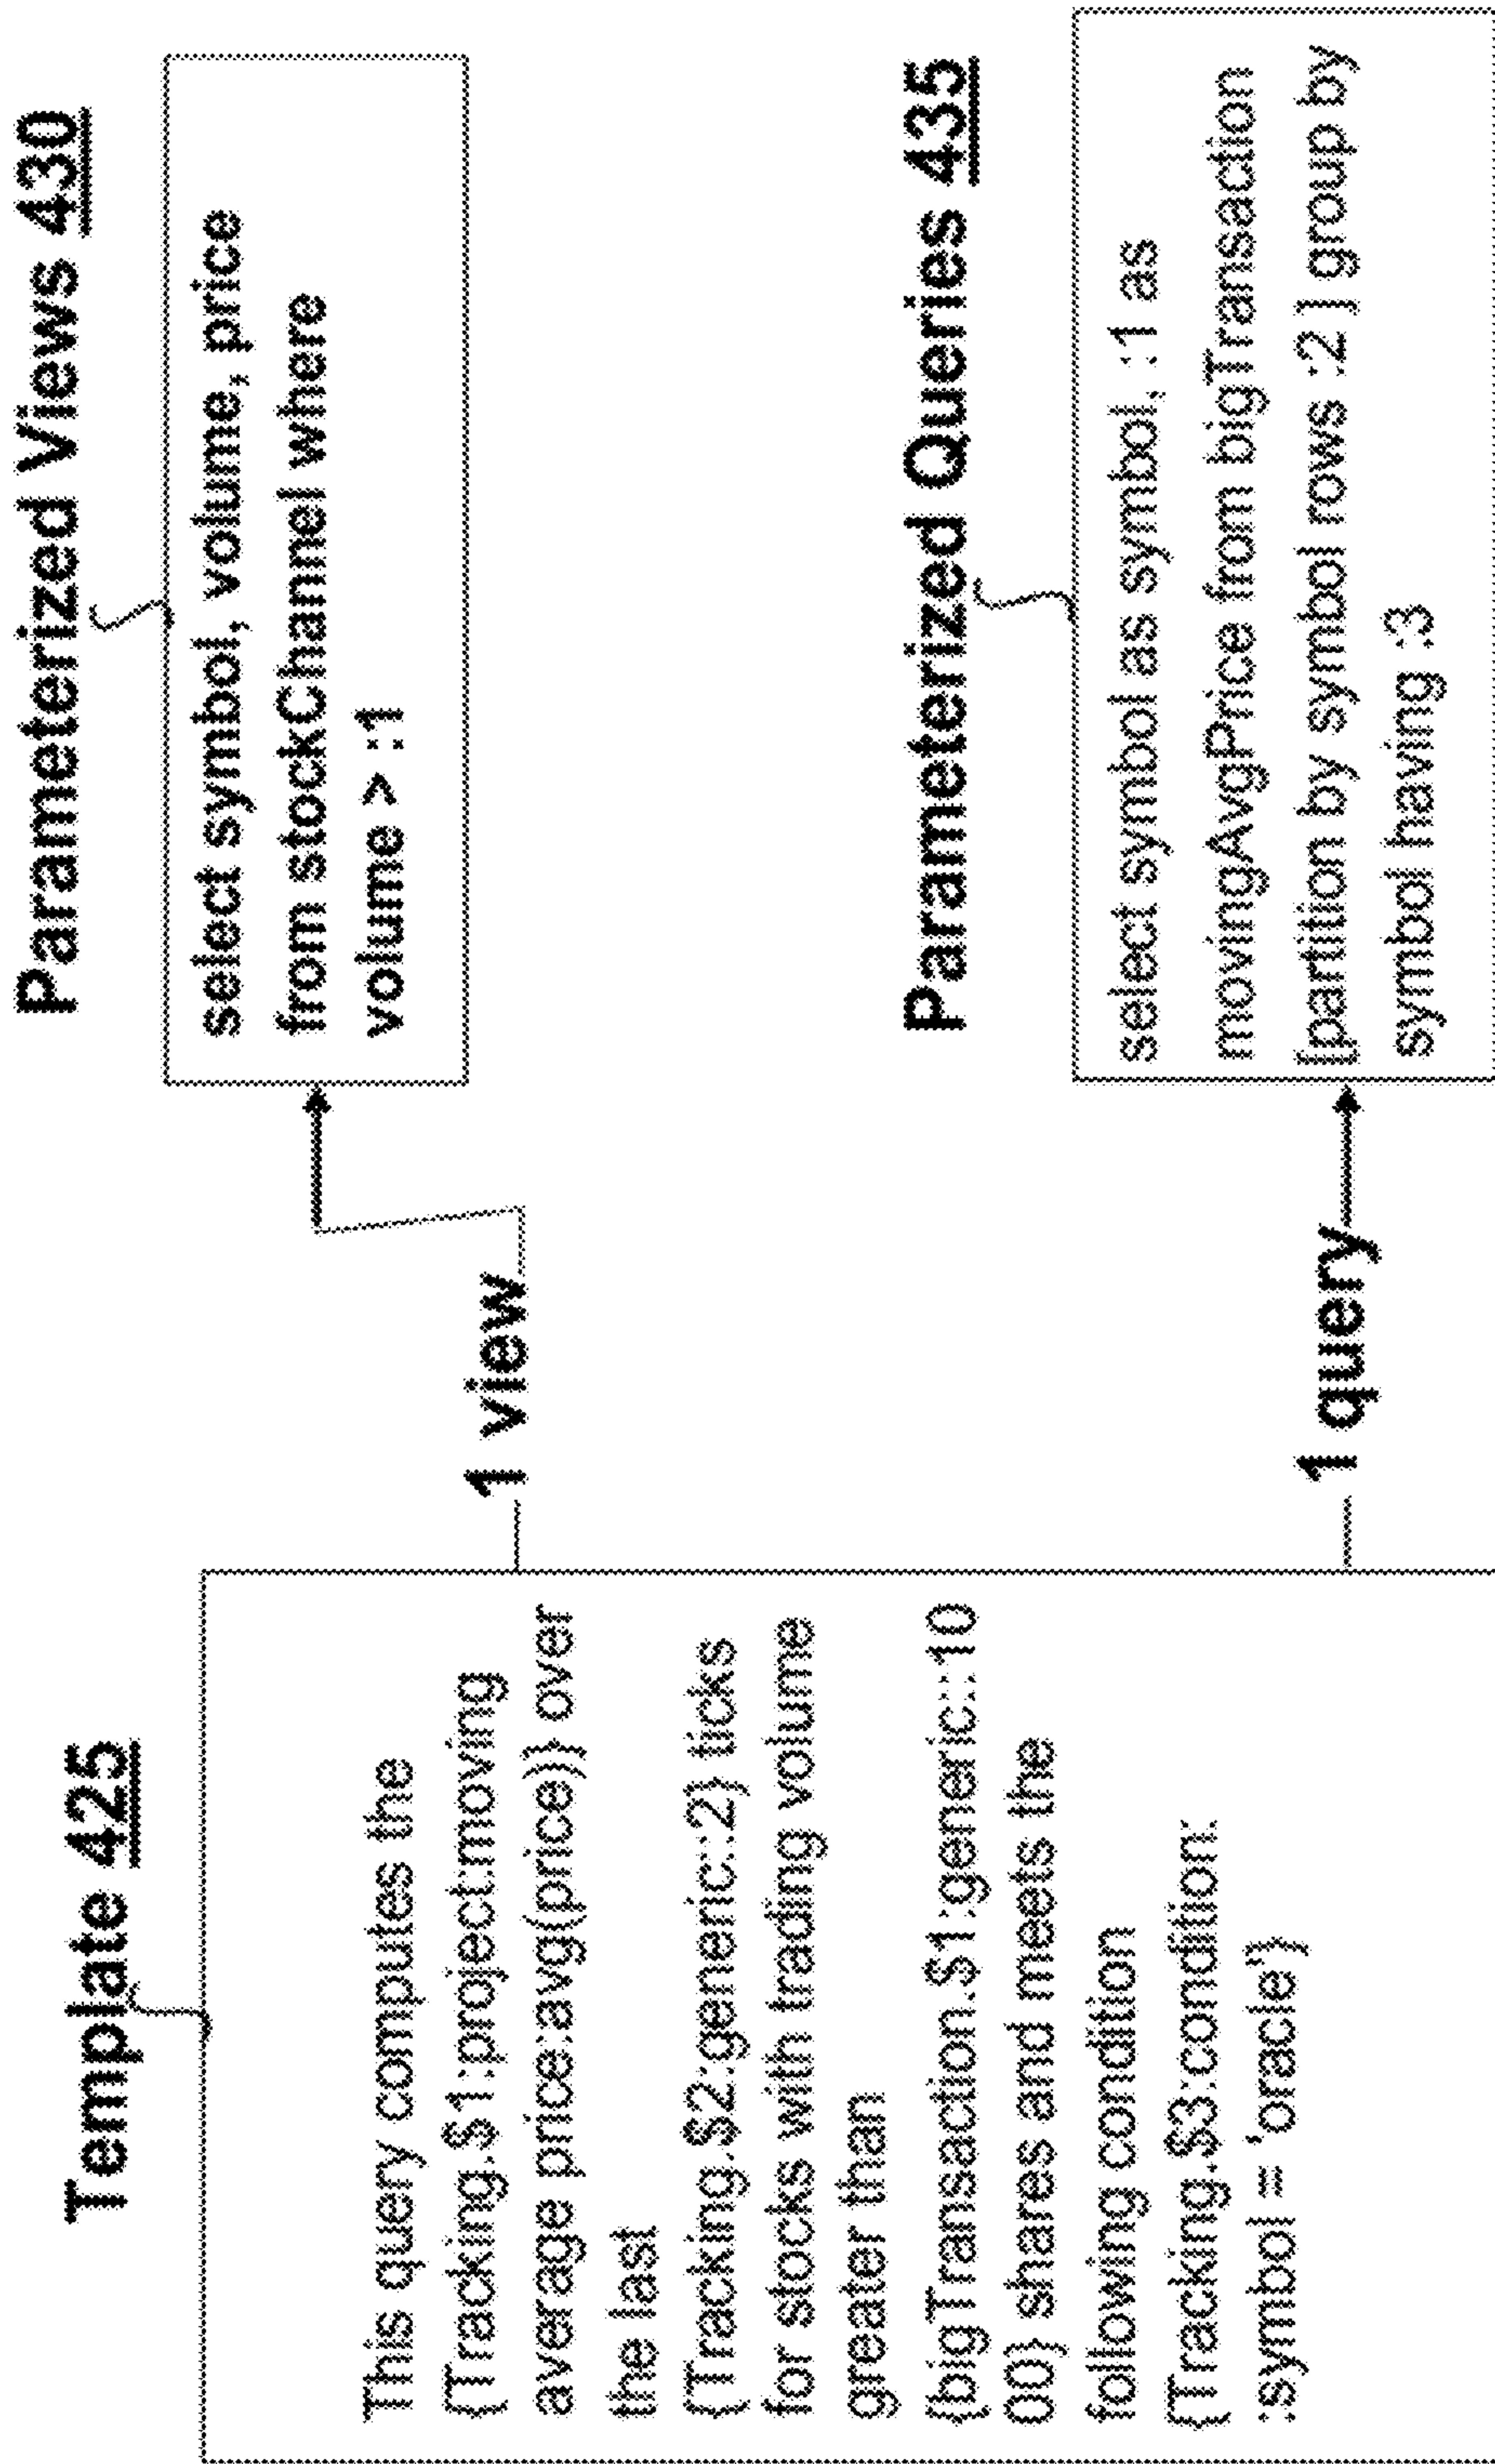 Template 425
This query computes the
{Tracking.$1:project:moving
average price:avg(price)} over
the last
{Tracking.$2:generic::2} ticks
for stocks with trading volume
greater than
{bigTransaction.$1:generic::10
00} shares and meets the
following condition
{Tracking.$3:condition:
:symbol = 'oracle'}
1 view
1 query
Parameterized Views 430
select symbol, volume, price
from stockChannel where
volume > :1
Parameterized Queries 435
select symbol as symbol, :1 as
movingAvgPrice from bigTransaction
[partition by symbol rows :2 ] group by
symbol having :3